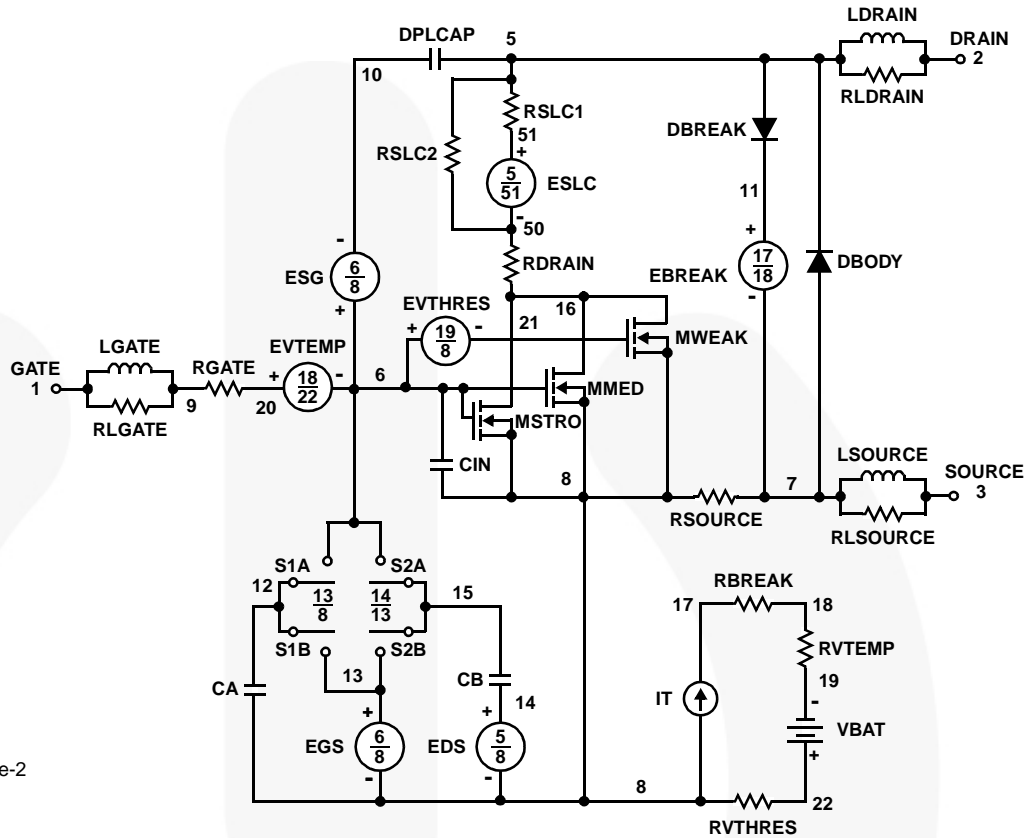 LDRAIN
DPLCAP
5
DRAIN
2
10
RLDRAIN
RSLC1
DBREAK
51
+
RSLC2
5
51
ESLC
11
-
50
+
-
17
18
RDRAIN
EBREAK
DBODY
6
8
ESG
16
-
EVTHRES
+
21
+
19
8
-
MWEAK
LGATE
EVTEMP
GATE
1
RGATE
+
18
22
-
6
MMED
9
20
RLGATE
MSTRO
LSOURCE
CIN
SOURCE
8
7
3
RSOURCE
RLSOURCE
S1A
S2A
12
13
8
14
13
15
RBREAK
17
18
S1B
S2B
RVTEMP
13
CB
19
CA
14
IT
-
+
+
VBAT
EGS
6
8
EDS
5
8
+
-
-
8
22
RVTHRES
e-2